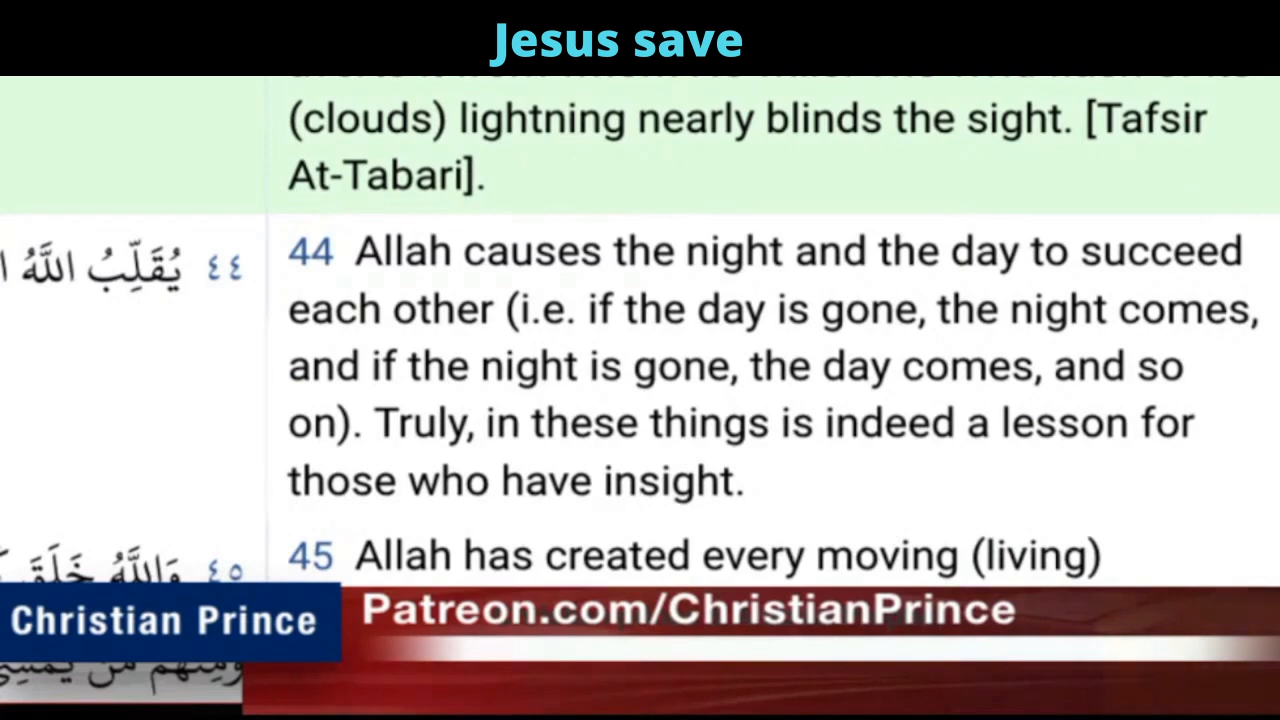 Jesus save
(clouds) lightning nearly blinds the sight. [Tafsir
At-Tabari].
٤٤ يُقَلِّبُ اللَّهُ
44 Allah causes the night and the day to succeed
each other (i.e. if the day is gone, the night comes,
and if the night is gone, the day comes, and so
on). Truly, in these things is indeed a lesson for
those who have insight.
٤٥ وَاللَّهُ خَلَقَ
45 Allah has created every moving (living)
Christian Prince
Patreon.com/ChristianPrince